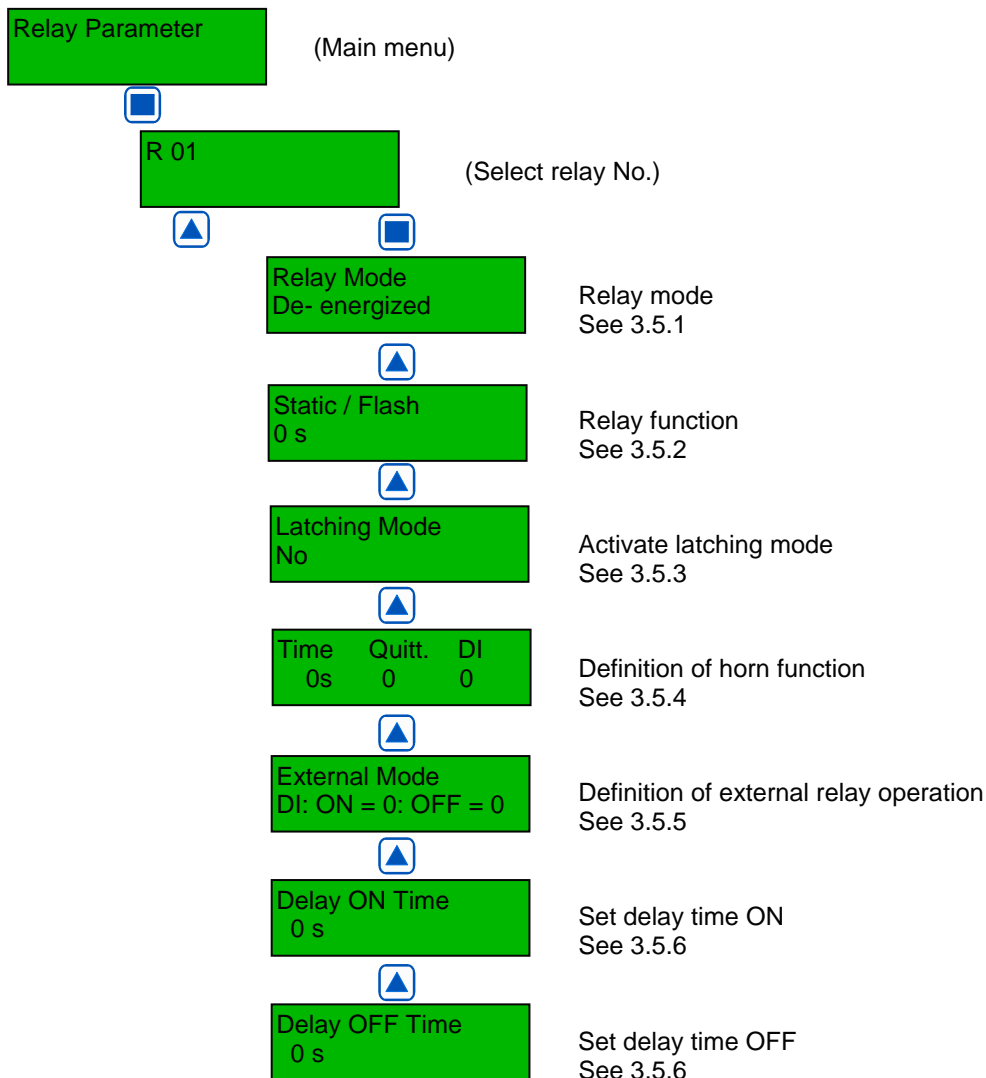 Relay Parameter
(Main menu)
R 01
(Select relay No.)
Relay Mode
De- energized
Relay mode
See 3.5.1
Static / Flash
0 s
Relay function
See 3.5.2
Latching Mode
No
Activate latching mode
See 3.5.3
Time Quitt. DI
0s 0 0
Definition of horn function
See 3.5.4
External Mode
DI: ON = 0: OFF = 0
Definition of external relay operation
See 3.5.5
Delay ON Time
0 s
Set delay time ON
See 3.5.6
Delay OFF Time
0 s
Set delay time OFF
See 3.5.6